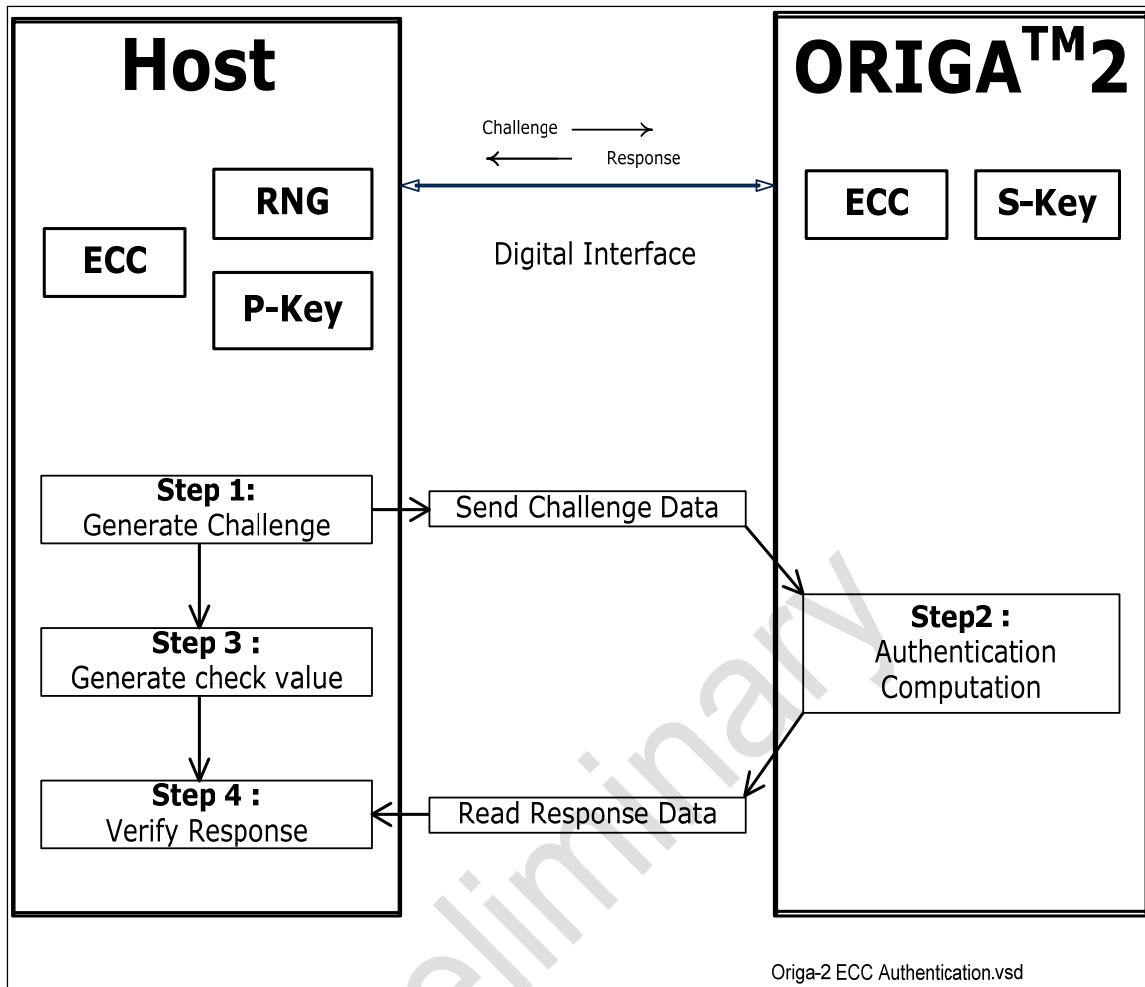 Host
ORIGA™2
Challenge
Response
RNG
ECC
P-Key
Digital Interface
ECC
S-Key
Step 1:
Generate Challenge
Send Challenge Data
Step2 :
Authentication
Computation
Step 3 :
Generate check value
Step 4 :
Verify Response
Read Response Data
eliminary
Origa-2 ECC Authentication.vsd